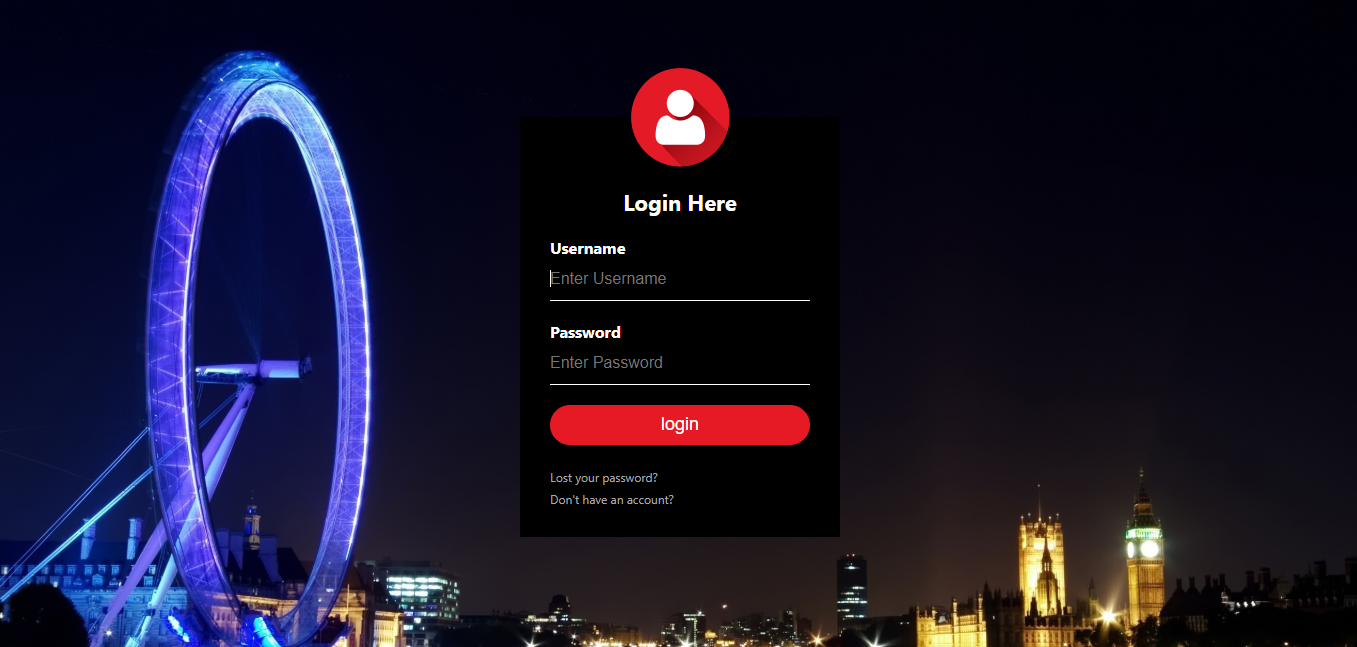 Login Here
Username
Enter Username
Password
Enter Password
login
Lost your password?
Don't have an account?